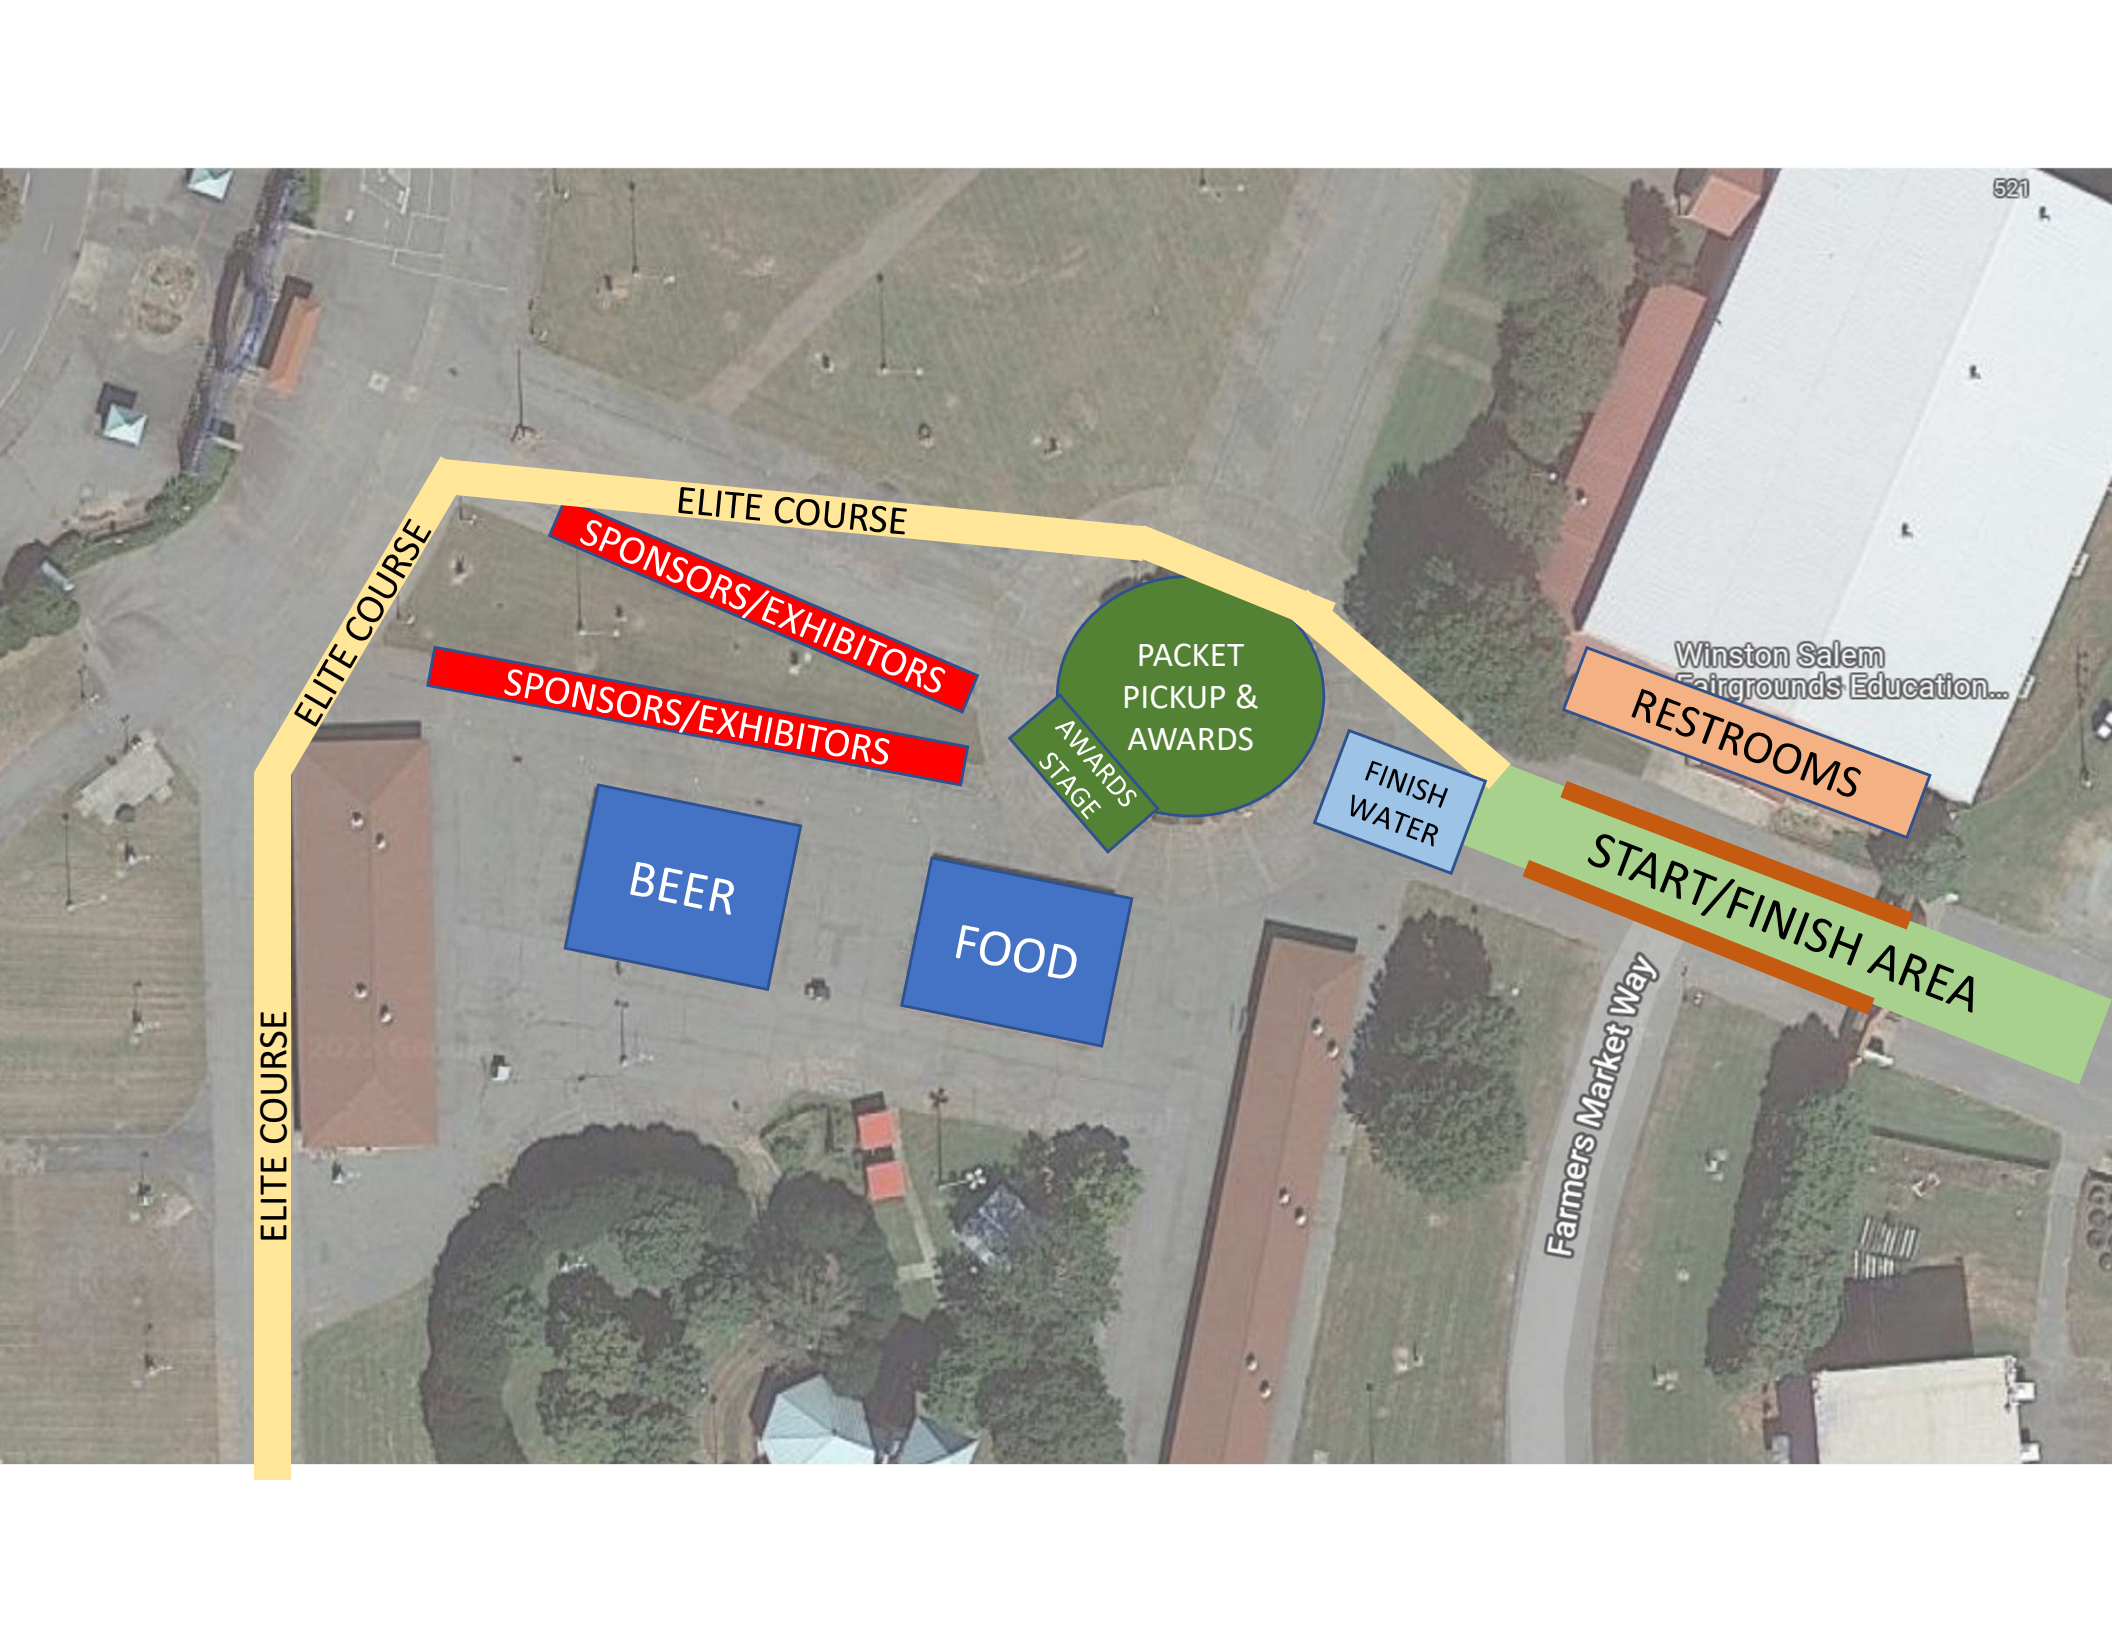 521
ELITE COURSE
SPONSORS/EXHIBITORS
ELITE COURSE
SPONSORS/EXHIBITORS
PACKET
PICKUP &
AWARDS
AWARDS
STAGE
Winston Salem
Fairgrounds Education...
RESTROOMS
FINISH
WATER
BEER
FOOD
START/FINISH AREA
Farmers Market Way
ELITE COURSE